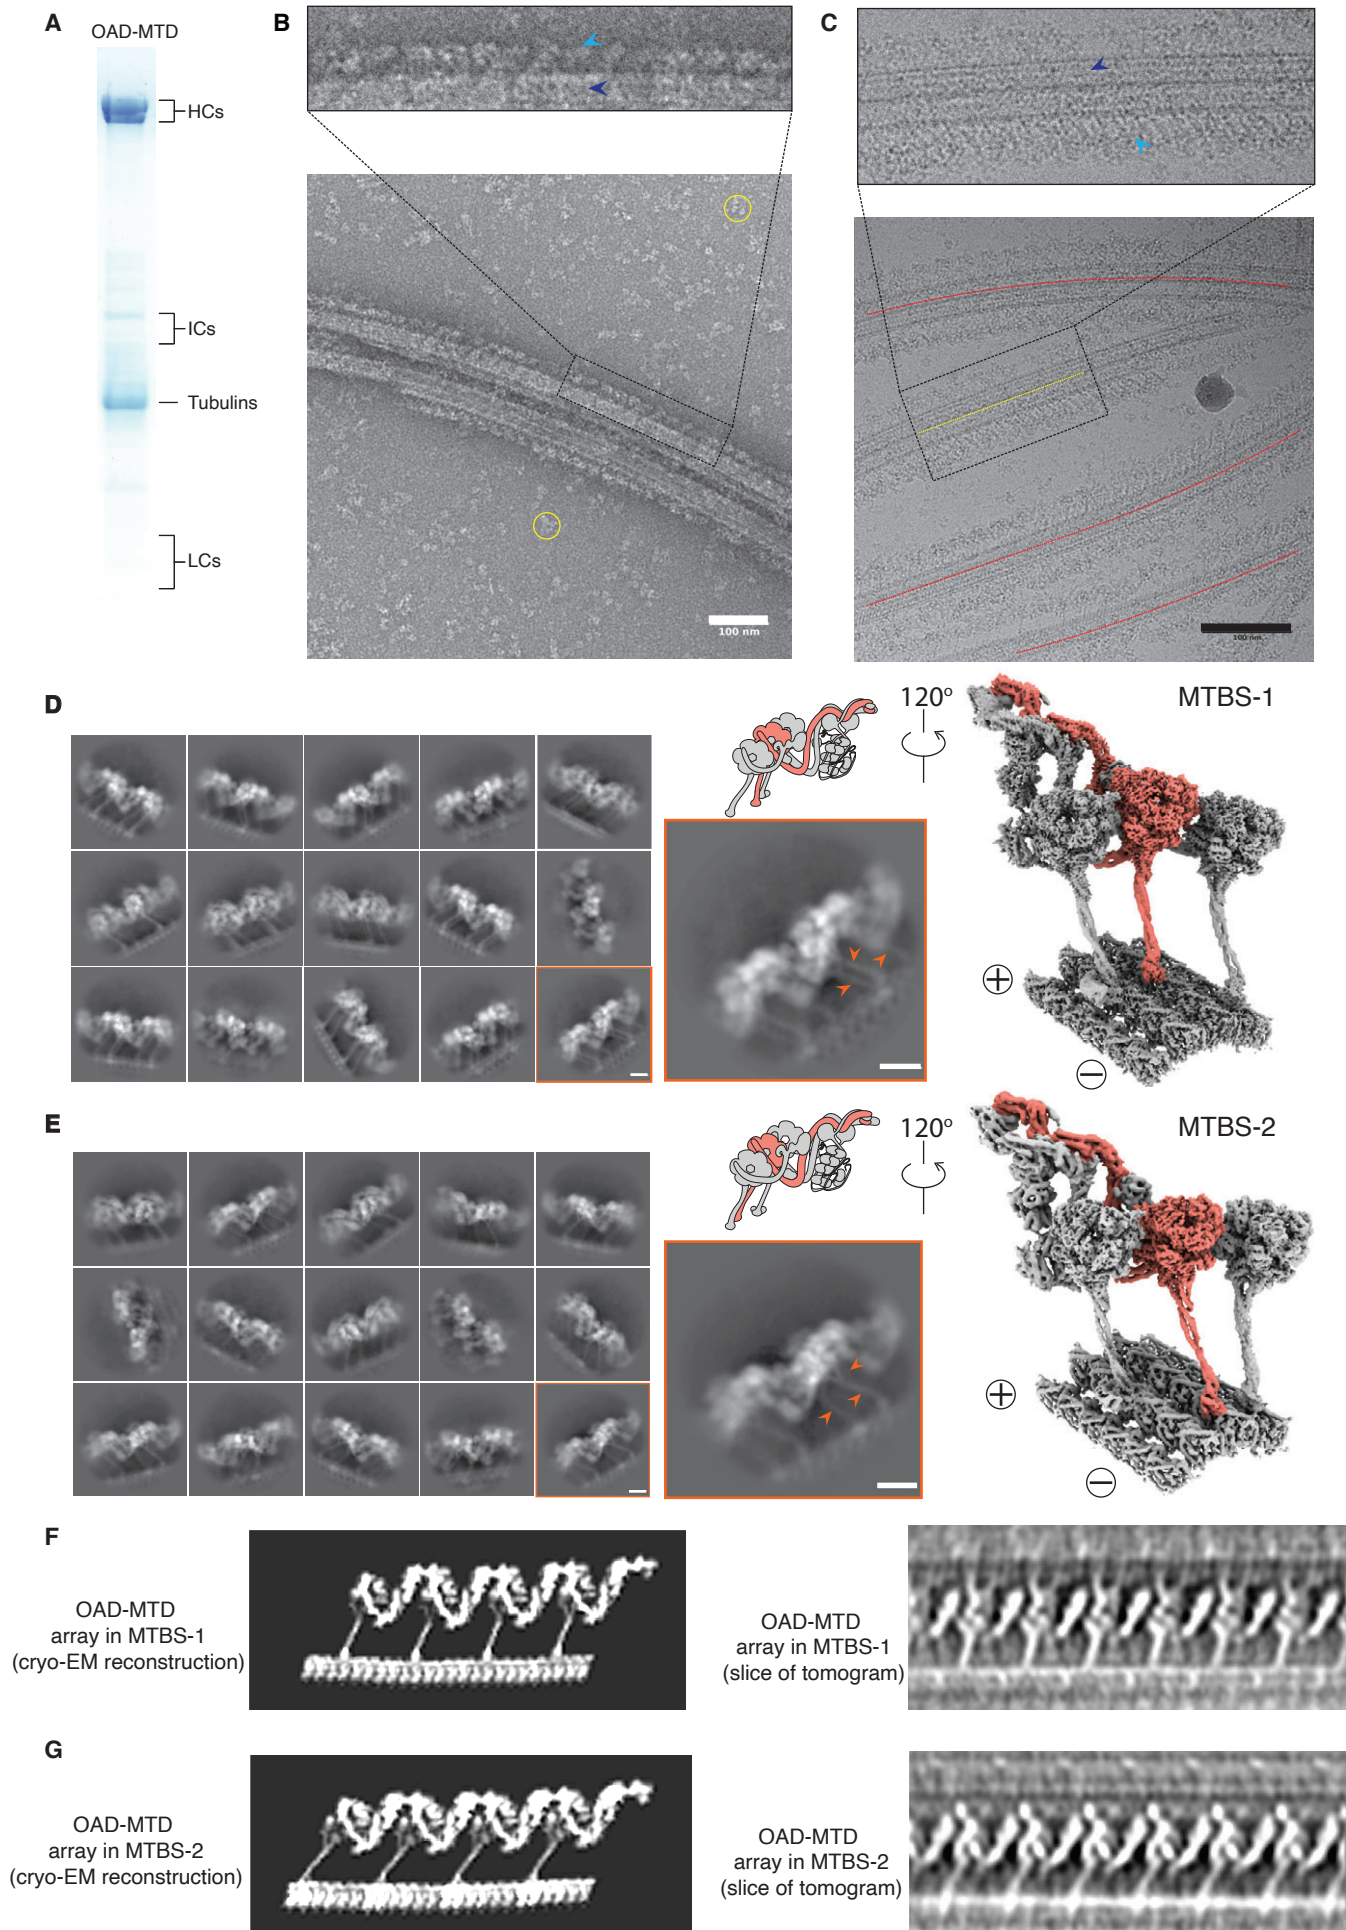 A
OAD-MTD
HCs
ICs
Tubulins
LCs
B
100 nm
C
100 nm
D
120º
MTBS-1
+
−
E
120º
MTBS-2
+
−
F
OAD-MTD
array in MTBS-1
(cryo-EM reconstruction)
OAD-MTD
array in MTBS-1
(slice of tomogram)
G
OAD-MTD
array in MTBS-2
(cryo-EM reconstruction)
OAD-MTD
array in MTBS-2
(slice of tomogram)